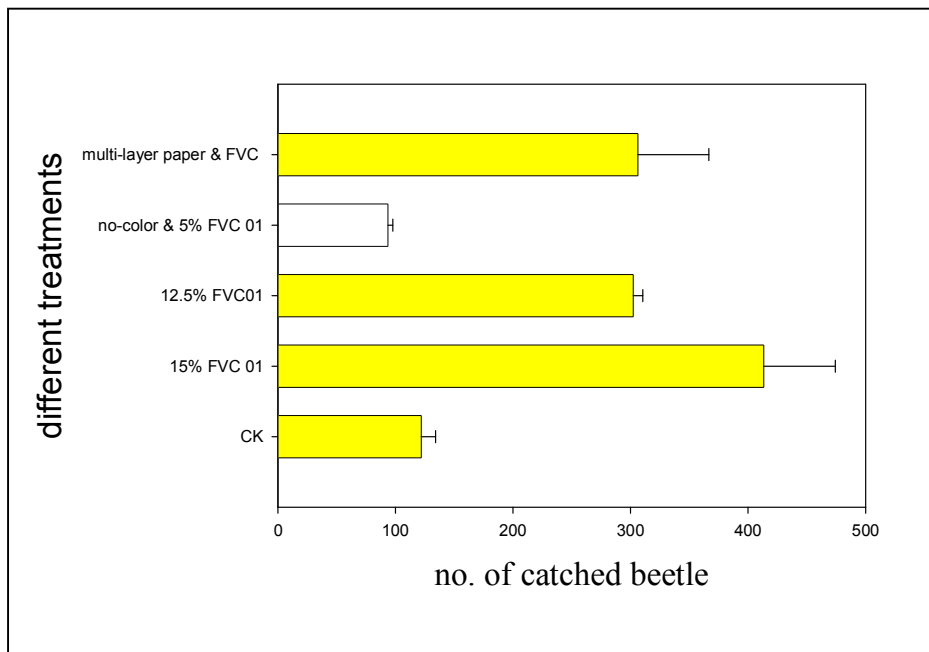 different treatments
multi-layer paper & FVC
no-color & 5% FVC 01
12.5% FVC01
15% FVC 01
CK
0 100 200 300 400 500
no. of catched beetle